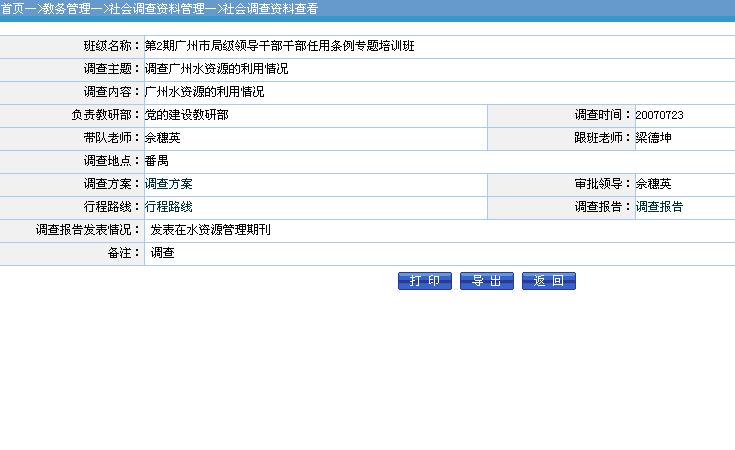 首页—>教务管理—>社会调查资料管理—>社会调查资料查看
班级名称：第2期广州市局级领导干部干部任用条例专题培训班
调查主题：调查广州水资源的利用情况
调查内容：广州水资源的利用情况
负责教研部：党的建设教研部 调查时间：20070723
带队老师：余穗英 跟班老师：梁德坤
调查地点：番禺
调查方案：调查方案 审批领导：余穗英
行程路线：行程路线 调查报告：调查报告
调查报告发表情况：发表在水资源管理期刊
备注：调查
打印 导出 返回